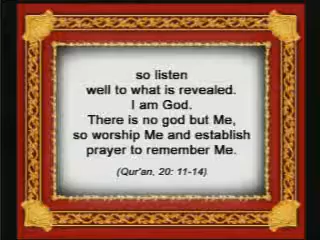 so listen
well to what is revealed.
I am God.
There is no god but Me,
so worship Me and establish
prayer to remember Me.
(Qur'an, 20: 11-14)